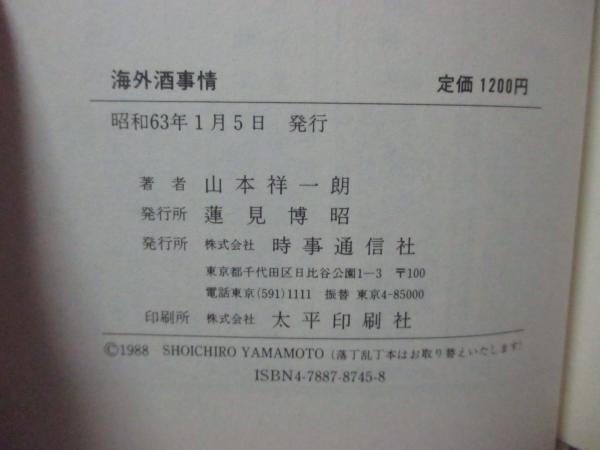 海外酒事情 定価1200円
昭和63年1月5日 発行
著者 山本祥一朗
発行所 蓮見博昭
発行所 株式会社 時事通信社
東京都千代田区日比谷公園1-3 〒100
電話東京(591)1111 振替 東京4-85000
印刷所 株式会社 太平印刷社
©1988 SHOICHIRO YAMAMOTO (落丁乱丁本はお取り替えいたします)
ISBN4-7887-8745-8